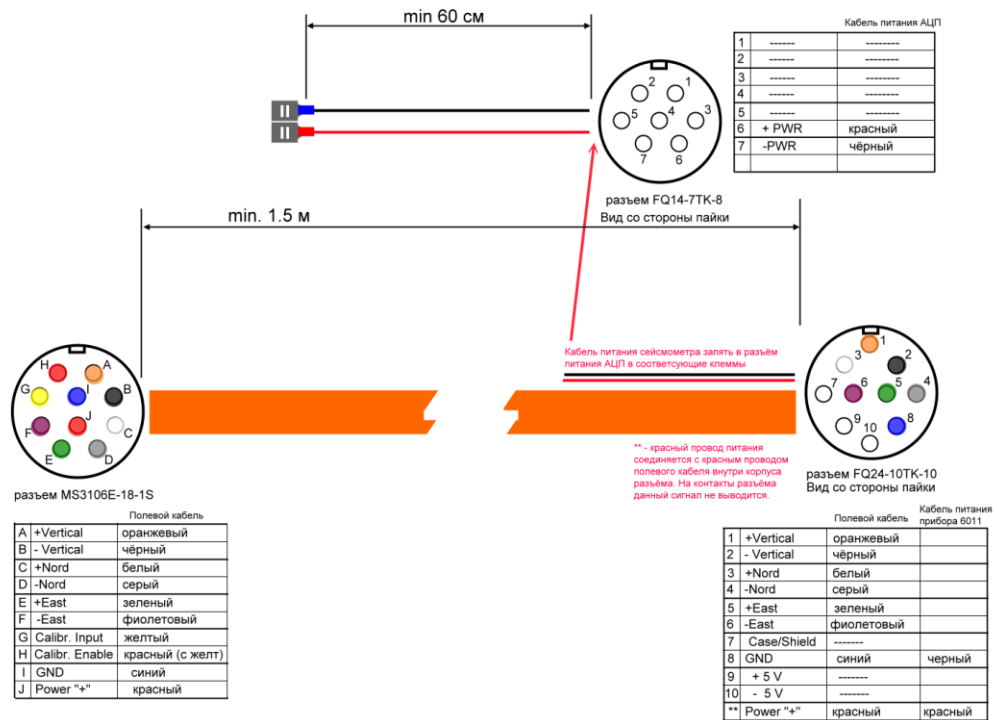 min 60 см
Кабель питания АЦП
1 ------ --------
2 ------ --------
3 ------ --------
4 ------ --------
5 ------ --------
6 + PWR красный
7 -PWR чёрный
2 1
5 4 3
7 6
разъем FQ14-7TK-8
Вид со стороны пайки
min. 1.5 м
Кабель питания сейсмометра запять в разъём
питания АЦП в соответсующие клеммы
H A
G I B
F J C
E D
1
3 2
7 6 5 4
9 8
10
** - красный провод питания
соединяется с красным проводом
полевого кабеля внутри корпуса
разъёма. На контакты разъёма
данный сигнал не выводится.
разъем MS3106E-18-1S
разъем FQ24-10TK-10
Вид со стороны пайки
Полевой кабель
A +Vertical оранжевый
B - Vertical чёрный
C +Nord белый
D -Nord серый
E +East зеленый
F -East фиолетовый
G Calibr. Input желтый
H Calibr. Enable красный (с желт)
I GND синий
J Power "+" красный
Полевой кабель
Кабель питания
прибора 6011
1 +Vertical оранжевый
2 - Vertical чёрный
3 +Nord белый
4 -Nord серый
5 +East зеленый
6 -East фиолетовый
7 Case/Shield -------
8 GND синий черный
9 + 5 V -------
10 - 5 V -------
** Power "+" красный красный